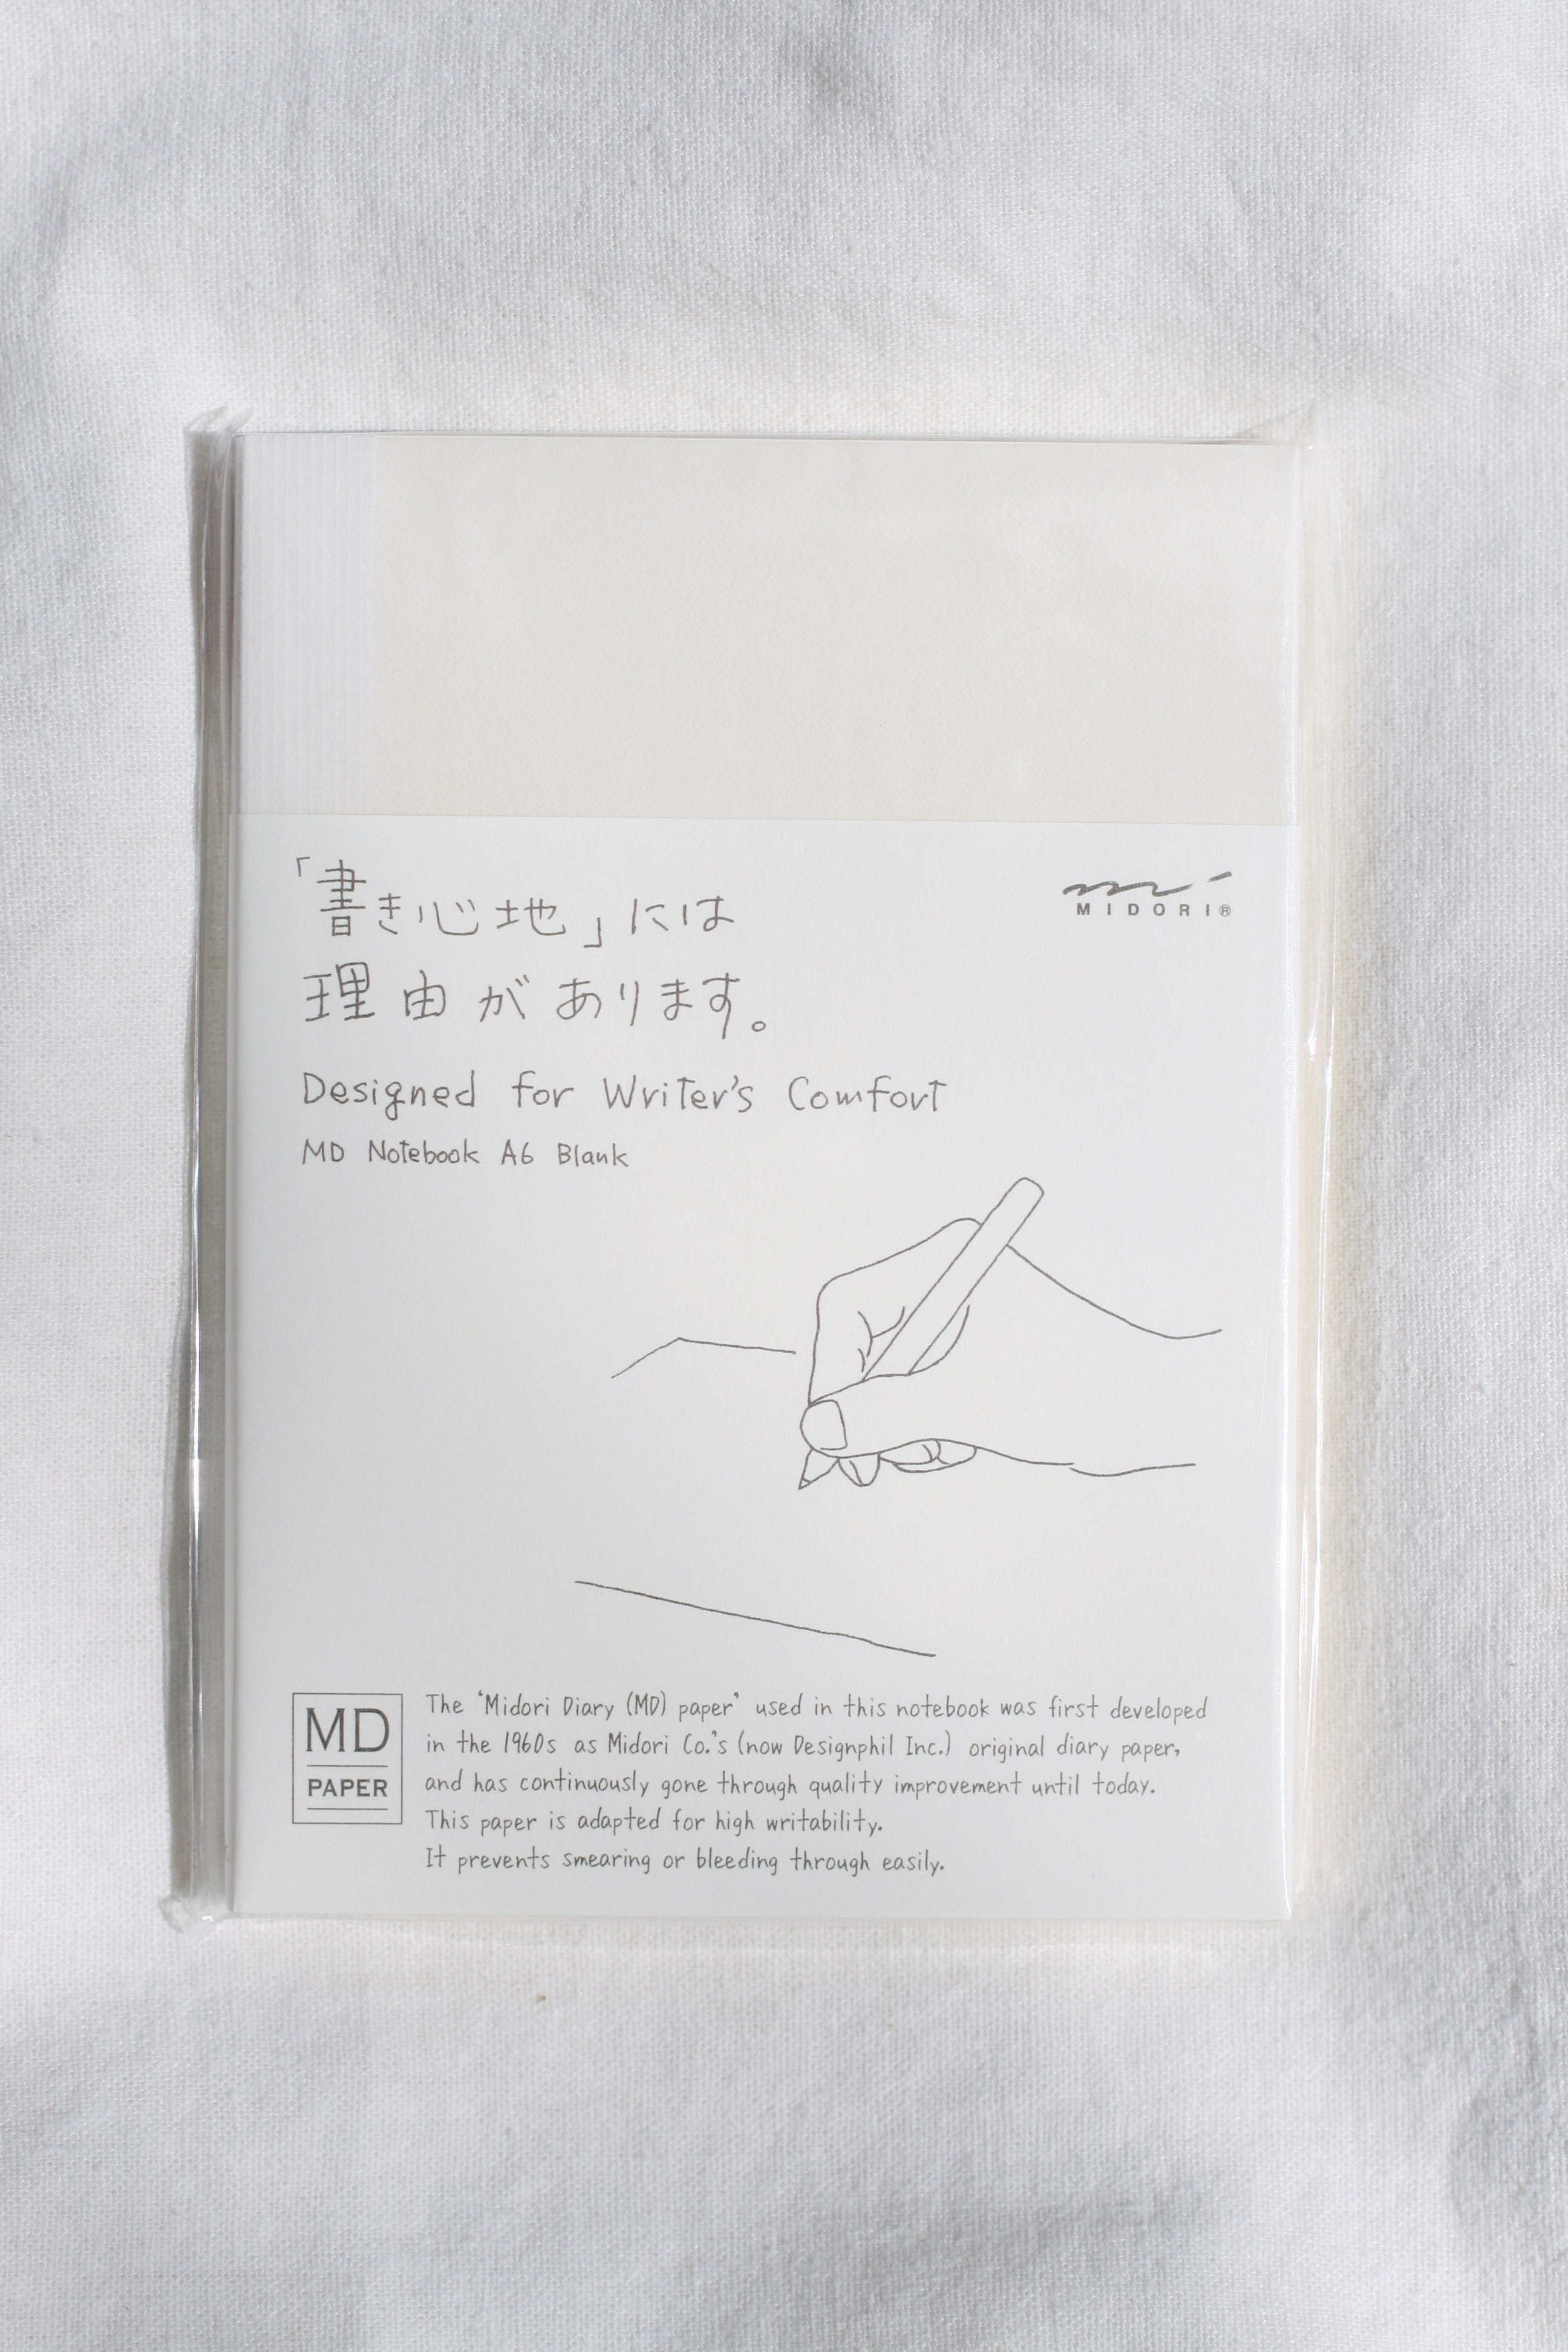 「書き心地」には
理由があります。
MIDORI®
Designed for Writer's Comfort
MD Notebook A6 Blank
MD
PAPER
The 'Midori Diary (MD) paper' used in this notebook was first developed
in the 1960s as Midori Co.'s (now Designphil Inc.) original diary paper,
and has continuously gone through quality improvement until today.
This paper is adapted for high writability.
It prevents smearing or bleeding through easily.